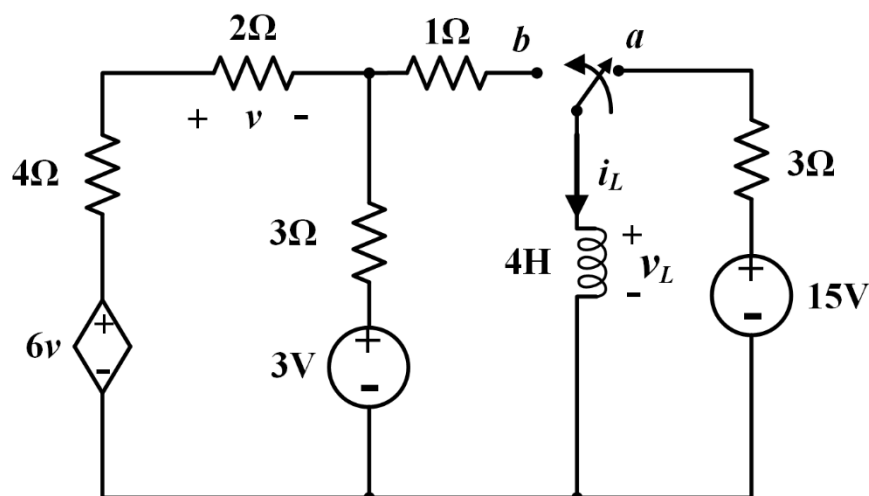 2Ω 1Ω b a
+ v -
4Ω 3Ω
i_L
3Ω + 4H v_L -
6v + - 3V + - 15V + -